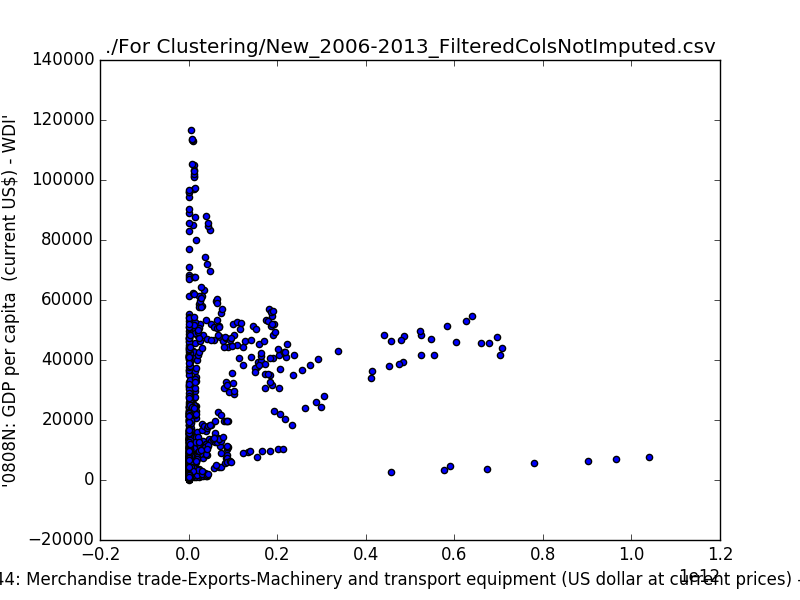 ./For Clustering/New_2006-2013_FilteredColsNotImputed.csv
'0808N: GDP per capita (current US$) - WDI'
140000
120000
100000
80000
60000
40000
20000
0
−20000
−0.2 0.0 0.2 0.4 0.6 0.8 1.0 1.2
1e12
44: Merchandise trade-Exports-Machinery and transport equipment (US dollar at current prices) -